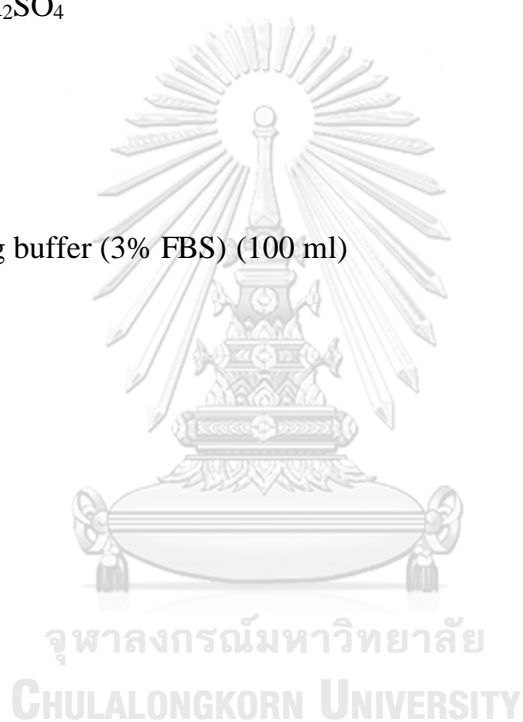 ₂SO₄
g buffer (3% FBS) (100 ml)
จุฬาลงกรณ์มหาวิทยาลัย
CHULALONGKORN UNIVERSITY